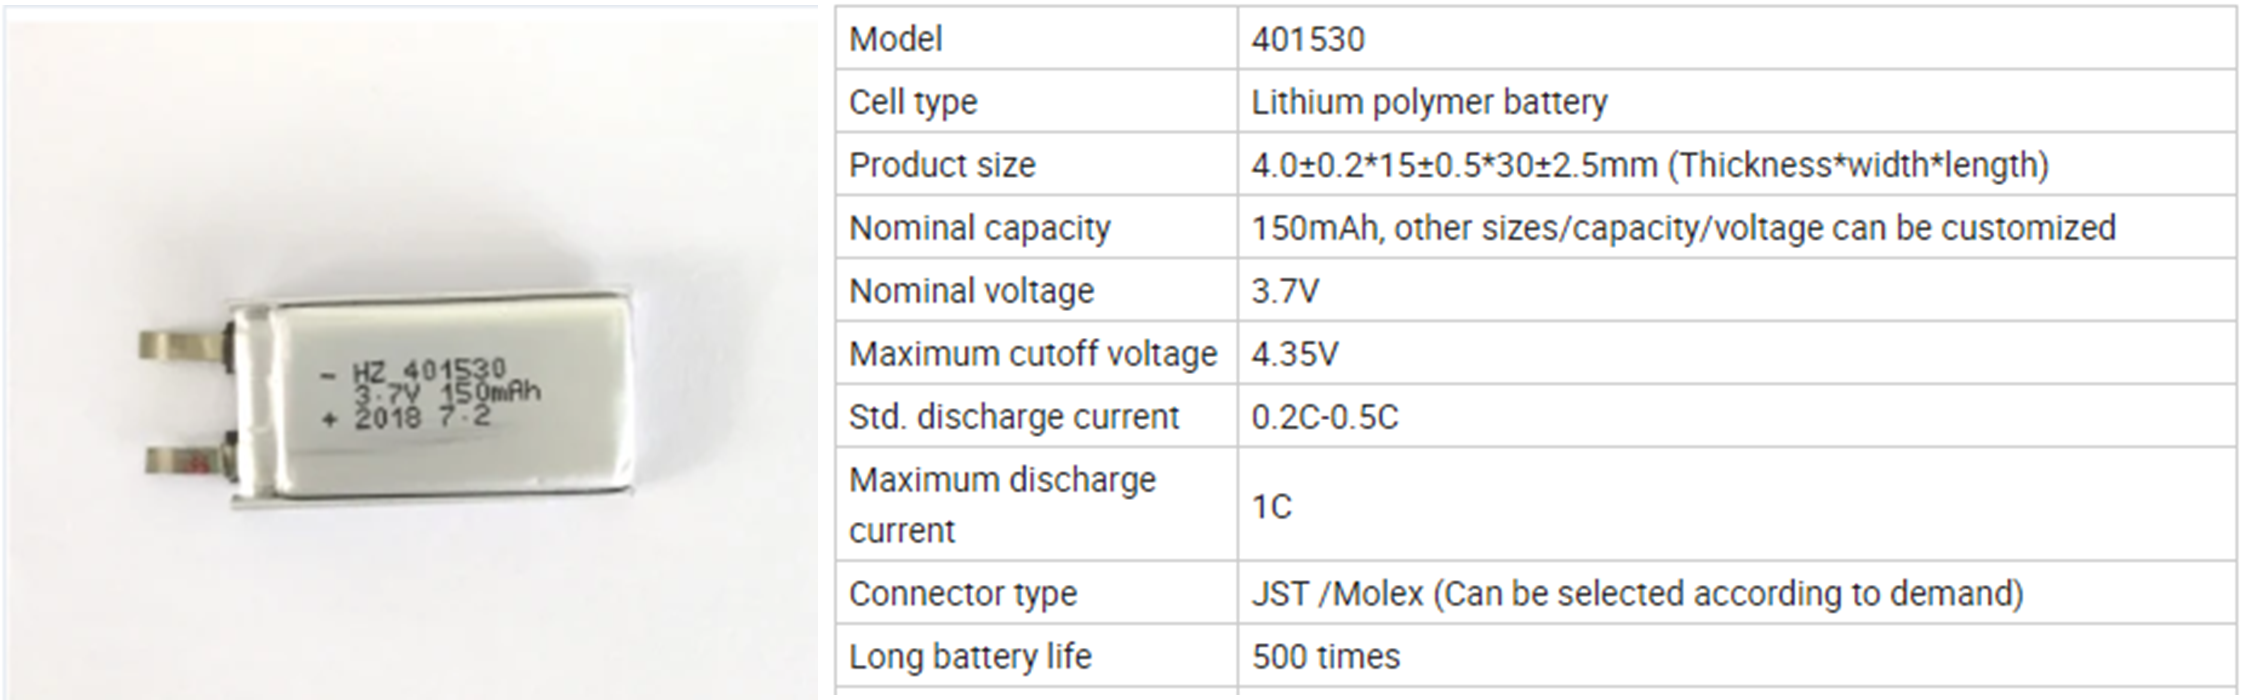 - HZ 401530
3.7V 150mAh
+ 2018 7.2
Model 401530
Cell type Lithium polymer battery
Product size 4.0±0.2*15±0.5*30±2.5mm (Thickness*width*length)
Nominal capacity 150mAh, other sizes/capacity/voltage can be customized
Nominal voltage 3.7V
Maximum cutoff voltage 4.35V
Std. discharge current 0.2C-0.5C
Maximum discharge
current
1C
Connector type JST /Molex (Can be selected according to demand)
Long battery life 500 times